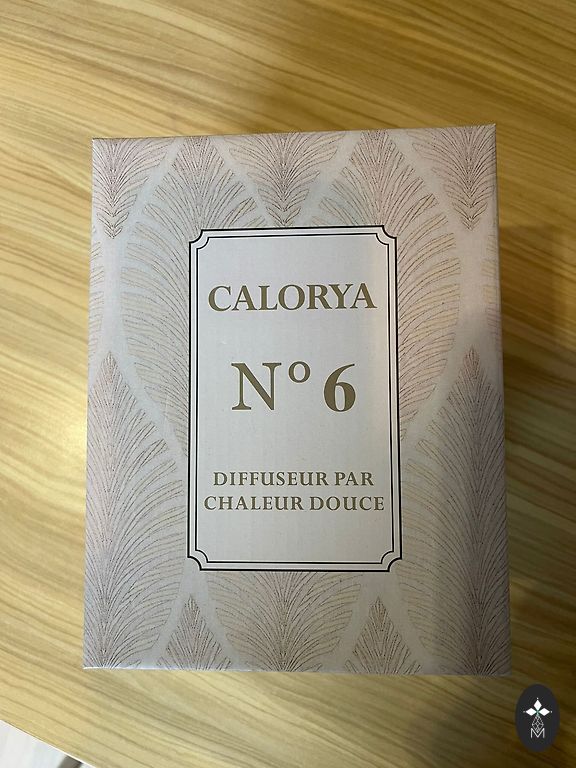 CALORYA
N° 6
DIFFUSEUR PAR
CHALEUR DOUCE
M